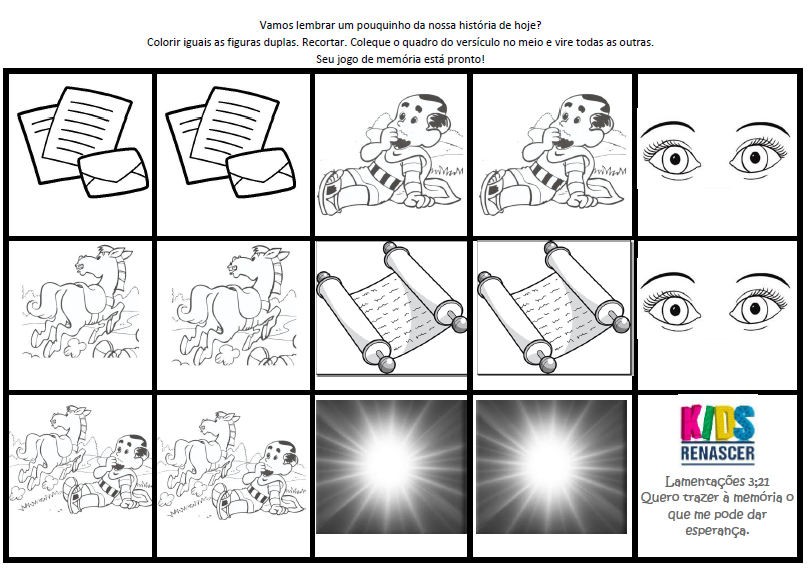 Vamos lembrar um pouquinho da nossa história de hoje?
Colorir iguais as figuras duplas. Recortar. Coleque o quadro do versículo no meio e vire todas as outras.
Seu jogo de memória está pronto!
KIDS
RENASCER
Lamentações 3:21
Quero trazer à memória o
que me pode dar
esperança.